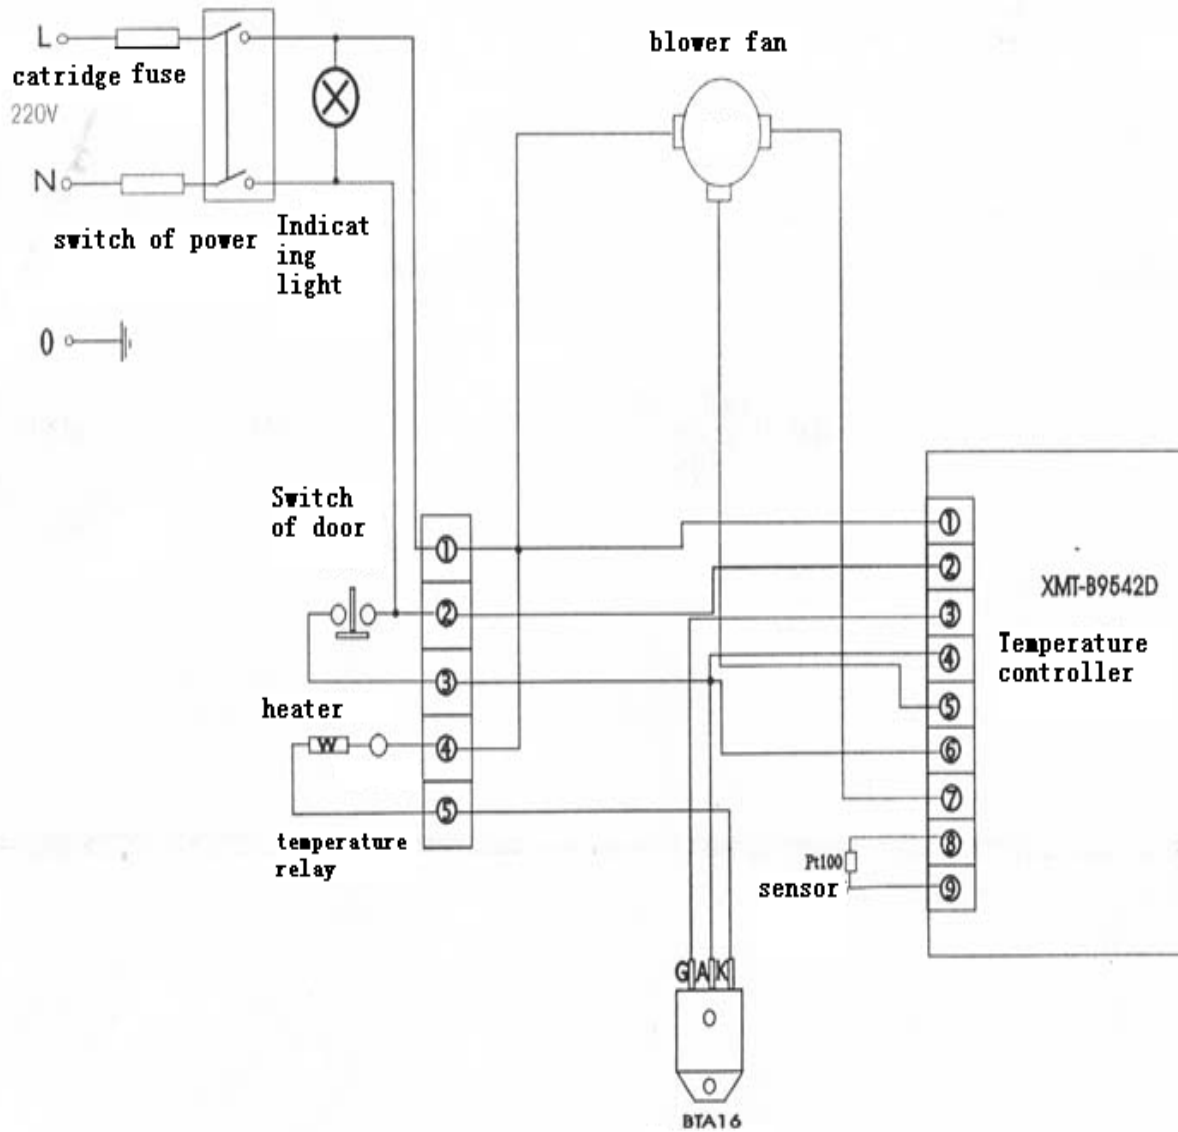 L
catridge fuse
220V
N
switch of power
Indicat
ing
light
0
blower fan
Switch
of door
heater
W
temperature
relay
①
②
③
④
⑤
①
②
③
④
⑤
⑥
⑦
⑧
⑨
XMT-B9542D
Temperature
controller
Pt100
sensor
G A K
BTA16